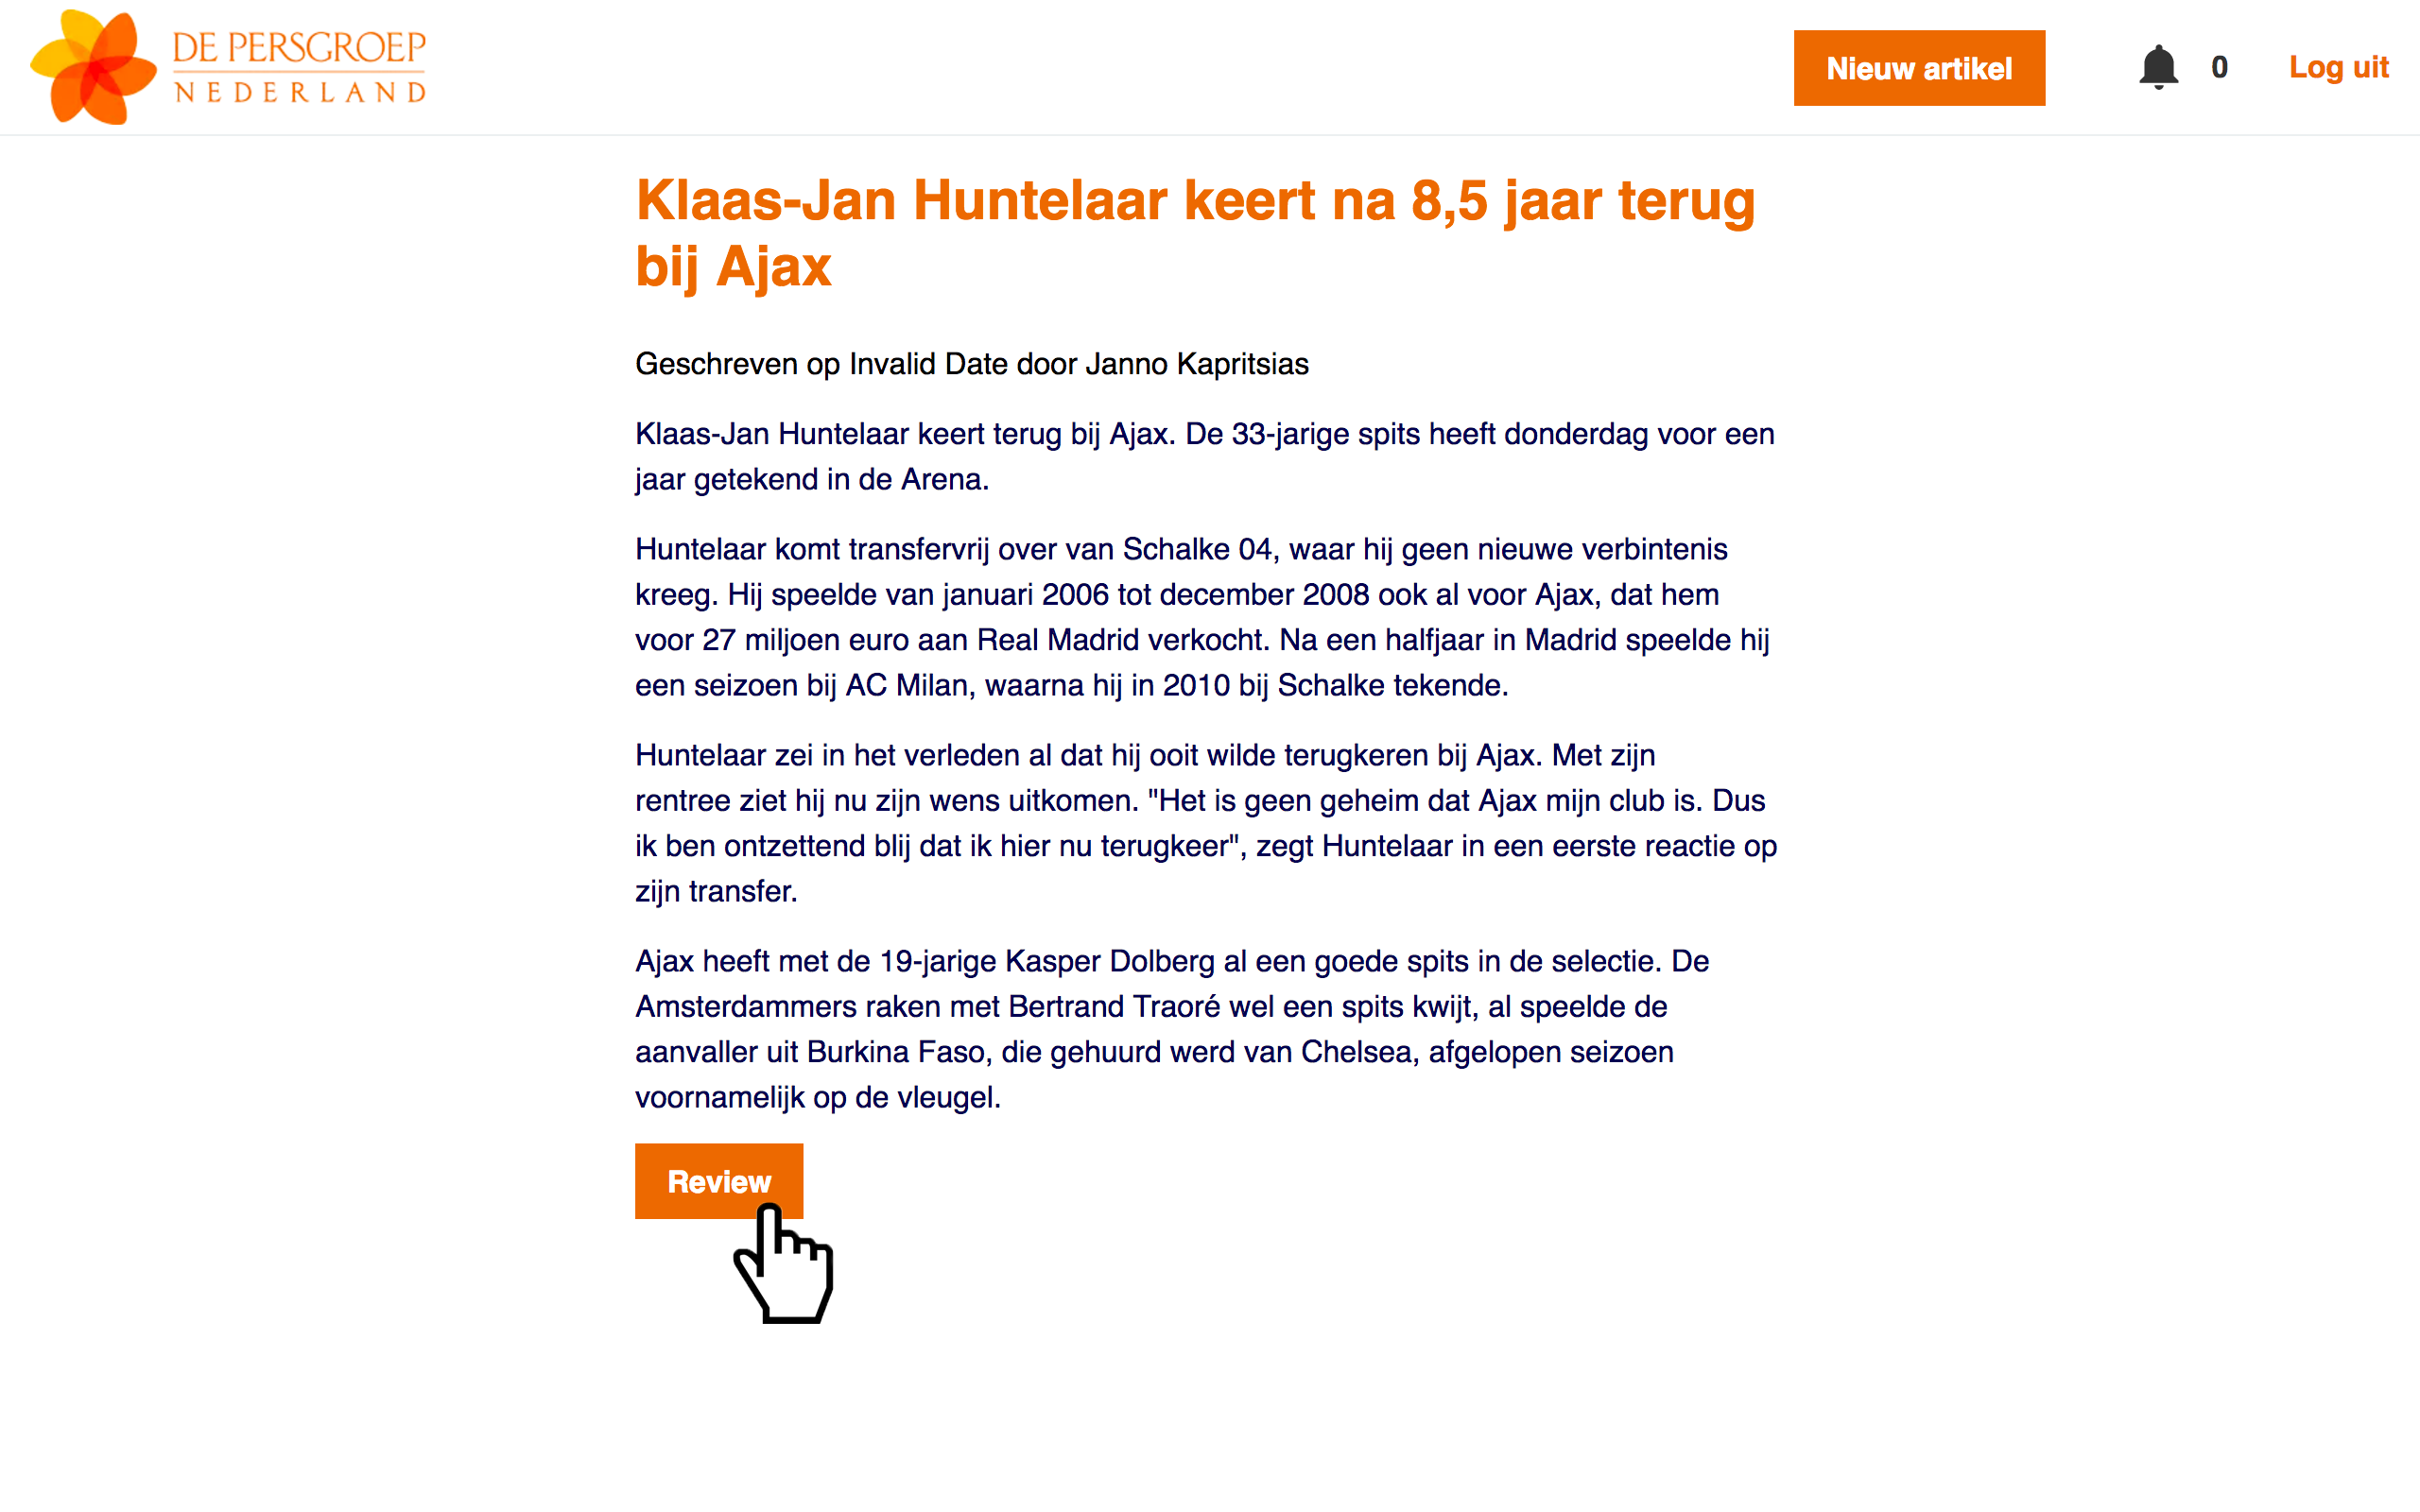 DE PERSGROEP
NEDERLAND
Nieuw artikel
0
Log uit
Klaas-Jan Huntelaar keert na 8,5 jaar terug
bij Ajax
Geschreven op Invalid Date door Janno Kapritsias
Klaas-Jan Huntelaar keert terug bij Ajax. De 33-jarige spits heeft donderdag voor een
jaar getekend in de Arena.
Huntelaar komt transfervrij over van Schalke 04, waar hij geen nieuwe verbintenis
kreeg. Hij speelde van januari 2006 tot december 2008 ook al voor Ajax, dat hem
voor 27 miljoen euro aan Real Madrid verkocht. Na een halfjaar in Madrid speelde hij
een seizoen bij AC Milan, waarna hij in 2010 bij Schalke tekende.
Huntelaar zei in het verleden al dat hij ooit wilde terugkeren bij Ajax. Met zijn
rentree ziet hij nu zijn wens uitkomen. "Het is geen geheim dat Ajax mijn club is. Dus
ik ben ontzettend blij dat ik hier nu terugkeer", zegt Huntelaar in een eerste reactie op
zijn transfer.
Ajax heeft met de 19-jarige Kasper Dolberg al een goede spits in de selectie. De
Amsterdammers raken met Bertrand Traoré wel een spits kwijt, al speelde de
aanvaller uit Burkina Faso, die gehuurd werd van Chelsea, afgelopen seizoen
voornamelijk op de vleugel.
Review